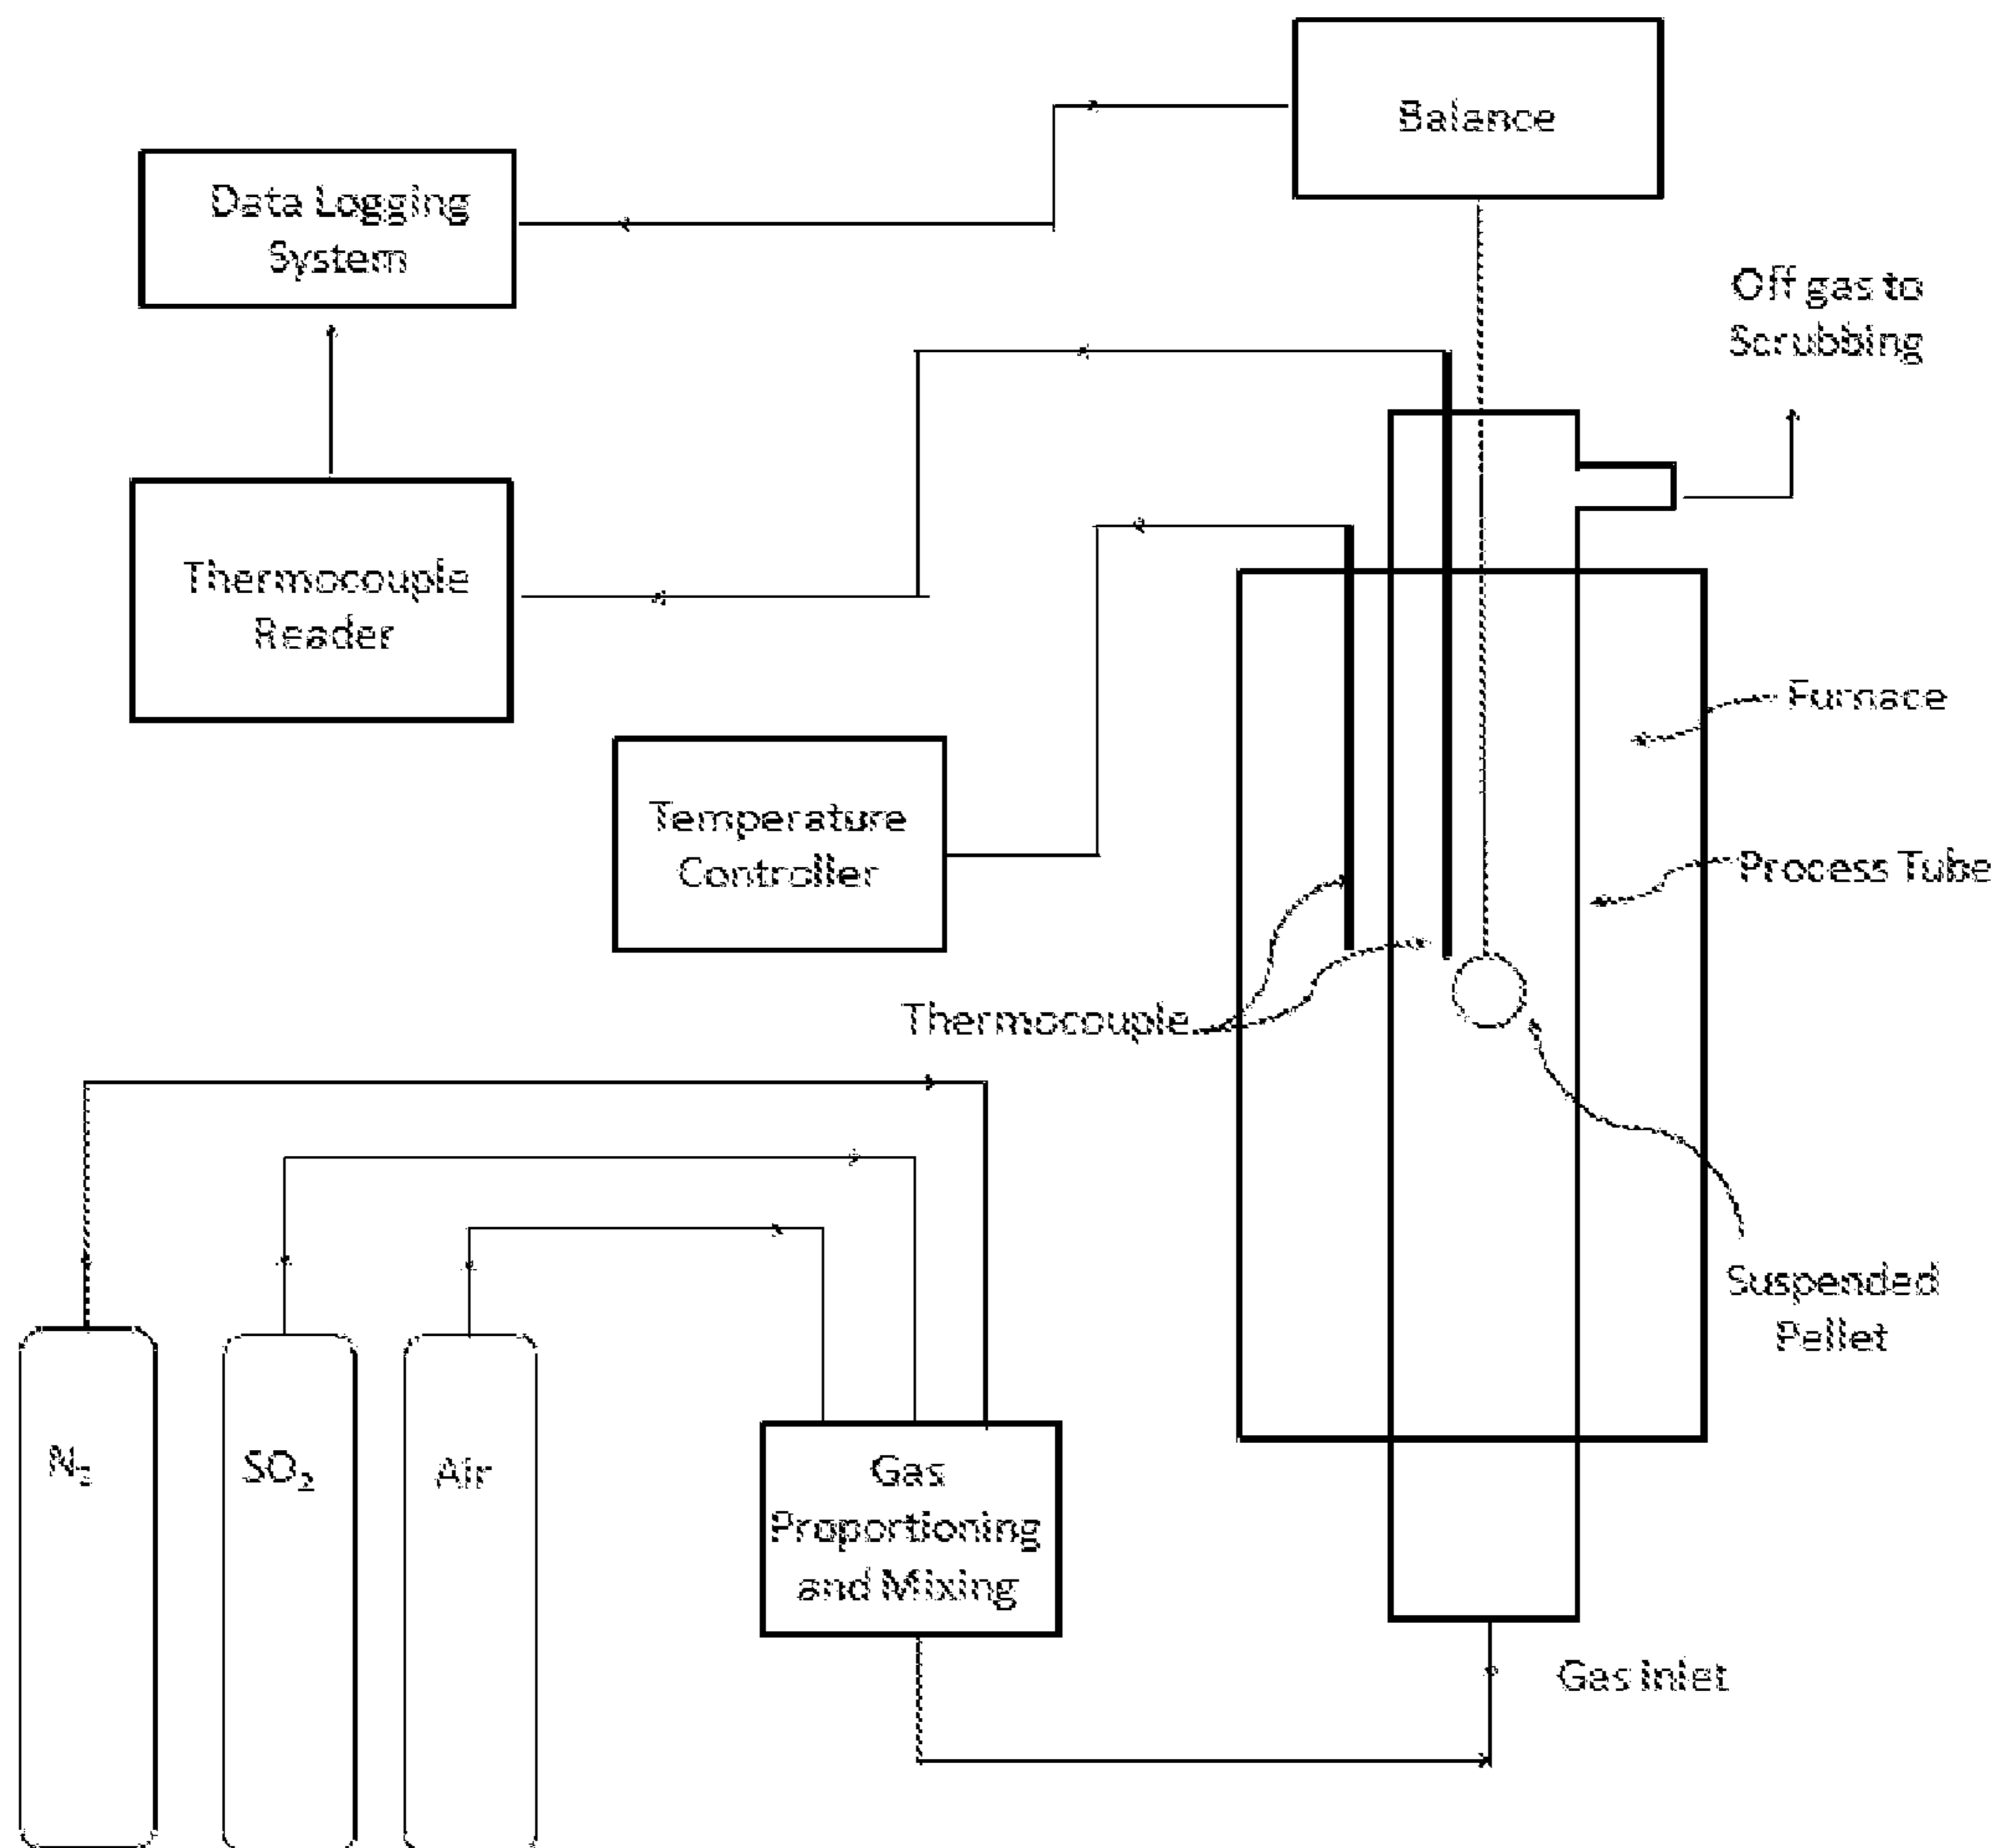 Balance
Data Logging
System
Off gas to
Scrubbing
Thermocouple
Reader
Furnace
Temperature
Controller
Process Tube
Thermocouple
Suspended
Pellet
N₂
SO₂
Air
Gas
Proportioning
and Mixing
Gas inlet